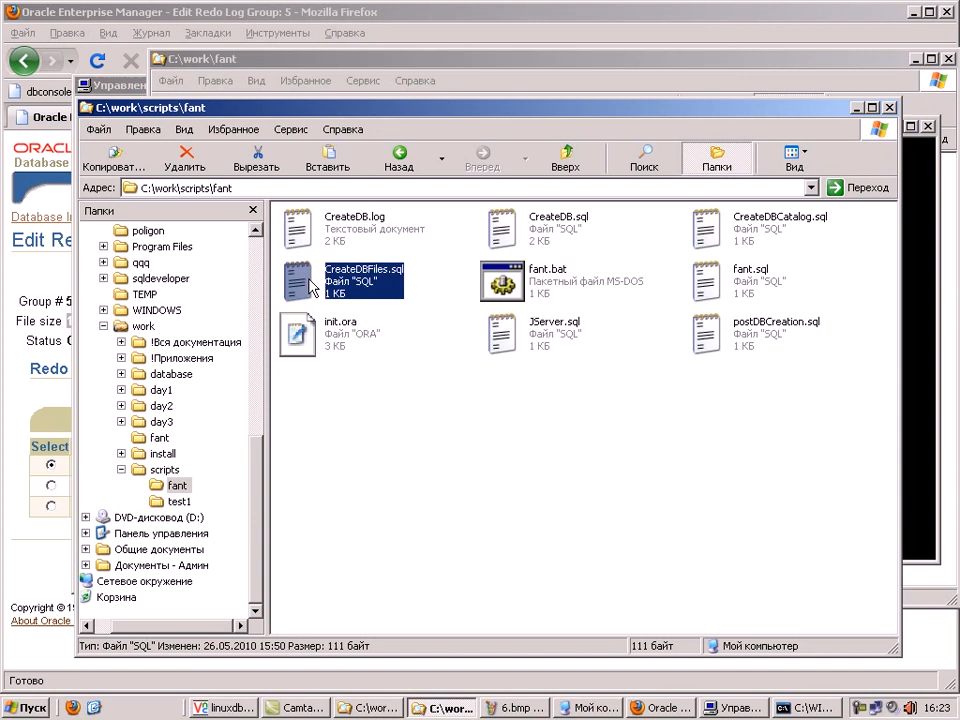 Oracle Enterprise Manager - Edit Redo Log Group: 5 - Mozilla Firefox
Файл Правка Вид Журнал Закладки Инструменты Справка
C:\work\fant
Файл Правка Вид Избранное Сервис Справка
dbconsole
Управлен
Oracle
C:\work\scripts\fant
Файл Правка Вид Избранное Сервис Справка
Копироват... Удалить Вырезать Вставить Назад Вперед Вверх Поиск Папки Вид
Адрес: C:\work\scripts\fant Переход
ORAC
Database
Database In
Edit Re
Group # 5
File size
Status
Redo
Select
Copyright © 19
About Oracle
Папки
poligon
Program Files
qqq
sqldeveloper
TEMP
WINDOWS
work
!Вся документация
!Приложения
database
day1
day2
day3
fant
install
scripts
fant
test1
DVD-дисковод (D:)
Панель управления
Общие документы
Документы - Админ
Сетевое окружение
Корзина
CreateDB.log
Текстовый документ
2 КБ
CreateDB.sql
Файл "SQL"
2 КБ
CreateDBCatalog.sql
Файл "SQL"
1 КБ
CreateDBFiles.sql
Файл "SQL"
1 КБ
fant.bat
Пакетный файл MS-DOS
1 КБ
fant.sql
Файл "SQL"
1 КБ
init.ora
Файл "ORA"
3 КБ
JServer.sql
Файл "SQL"
1 КБ
postDBCreation.sql
Файл "SQL"
1 КБ
Тип: Файл "SQL" Изменен: 26.05.2010 15:50 Размер: 111 байт 111 байт Мой компьютер
Готово
Пуск linuxdb... Camta... C:\wor... C:\wor... 6.bmp ... Мой ко... Oracle ... Управ... C:\WI... 16:23